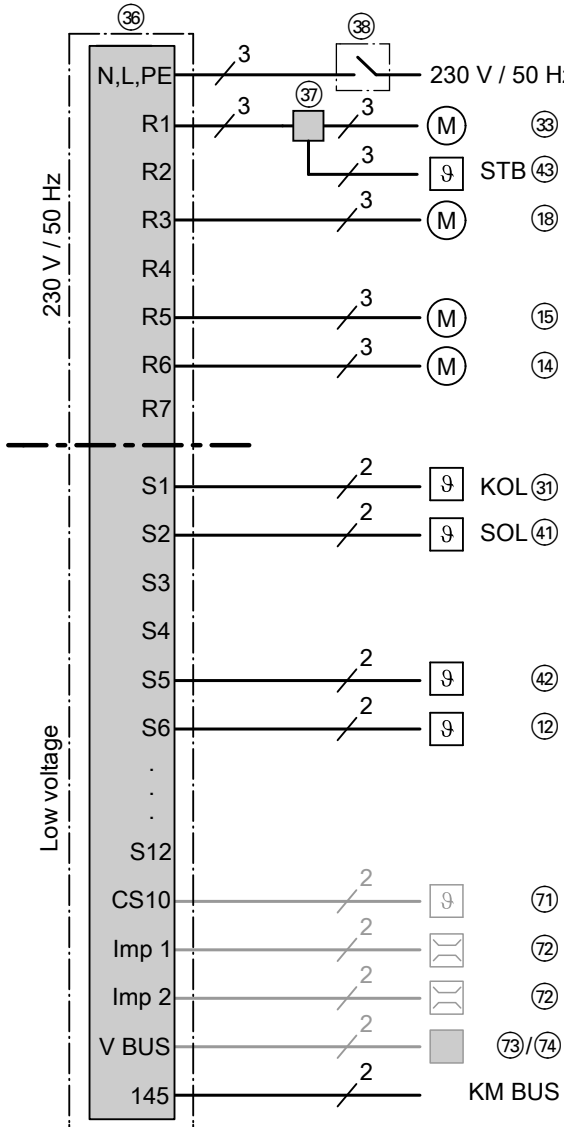 ㊱ ㊳
N,L,PE 3 230 V / 50 Hz
㊲
R1 3 3 M ㉝
R2 3 ϑ STB ㊸
R3 3 M ⑱
230 V / 50 Hz
R4
R5 3 M ⑮
R6 3 M ⑭
R7
S1 2 ϑ KOL ㉛
S2 2 ϑ SOL ㊶
S3
S4
S5 2 ϑ ㊷
S6 2 ϑ ⑫
Low voltage
.
.
.
S12
CS10 2 ϑ 71
Imp 1 2 72
Imp 2 2 72
V BUS 2 73/74
145 2 KM BUS